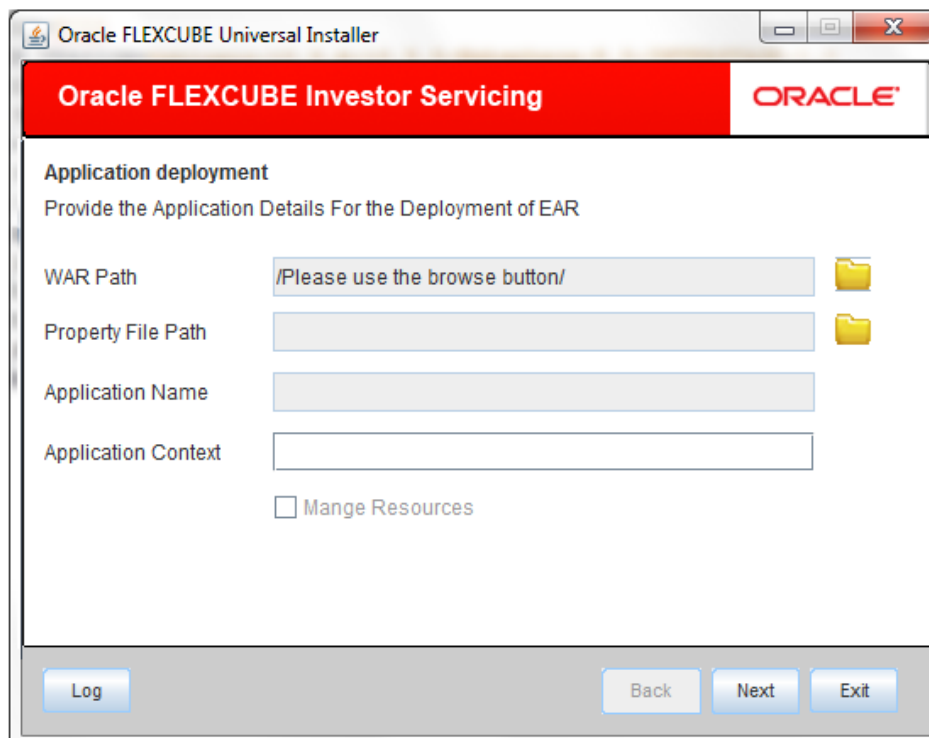 Oracle FLEXCUBE Universal Installer
Oracle FLEXCUBE Investor Servicing
ORACLE
Application deployment
Provide the Application Details For the Deployment of EAR
WAR Path /Please use the browse button/
Property File Path
Application Name
Application Context
Mange Resources
Log Back Next Exit